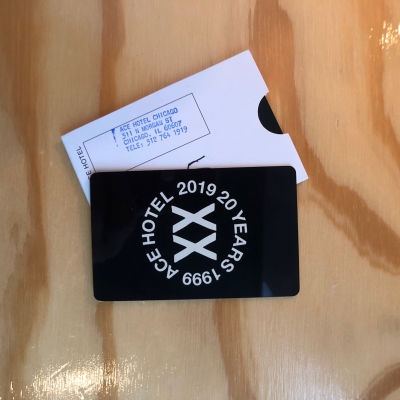 ACE HOTEL
ACE HOTEL CHICAGO
311 N MORGAN ST
CHICAGO, IL 60607
TELE: 312 764 1919
ACE HOTEL 2019 20 YEARS 1999
XX
XX